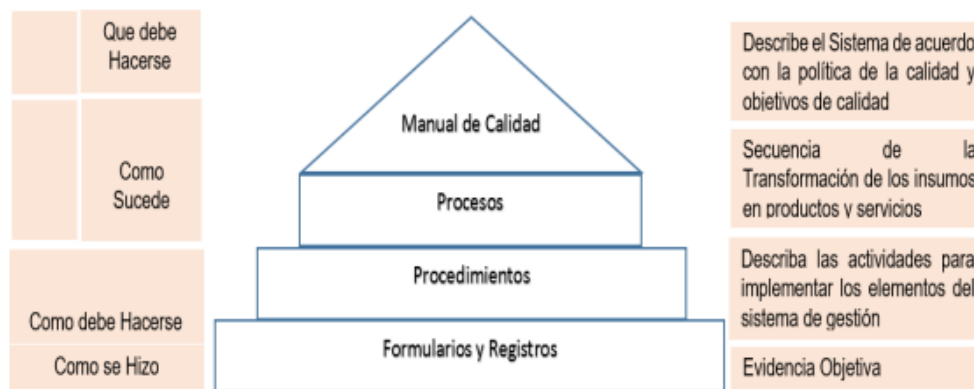 Que debe
Hacerse
Describe el Sistema de acuerdo
con la política de la calidad y
objetivos de calidad
Manual de Calidad
Como
Sucede
Secuencia de la
Transformación de los insumos
en productos y servicios
Procesos
Como debe Hacerse
Procedimientos
Describa las actividades para
implementar los elementos del
sistema de gestión
Como se Hizo
Formularios y Registros
Evidencia Objetiva